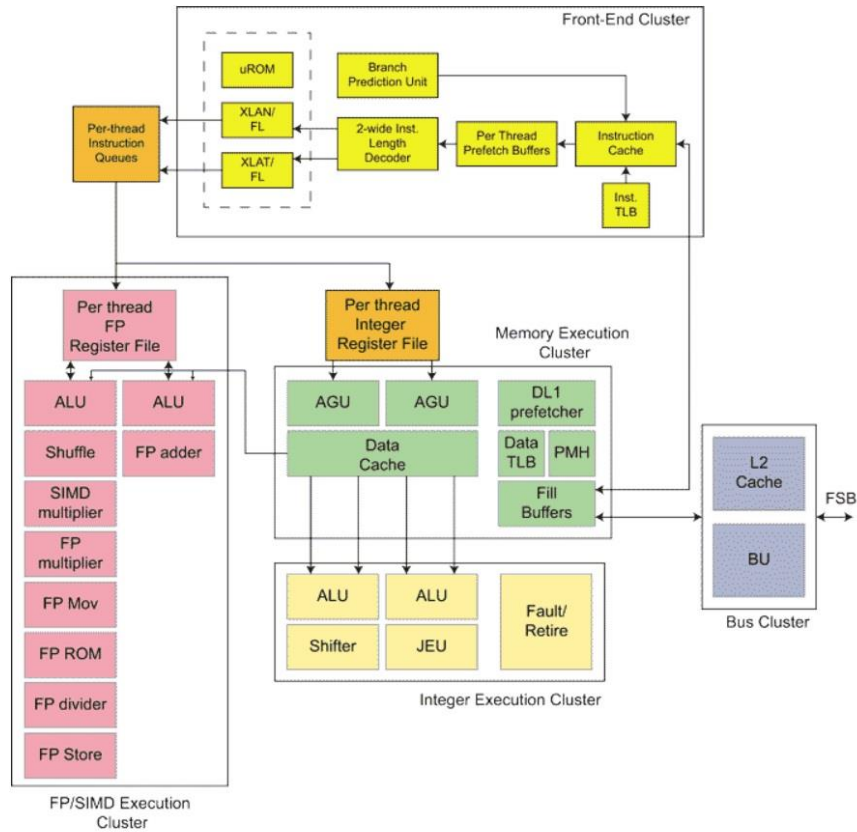 Front-End Cluster
uROM
Branch
Prediction Unit
XLAN/
FL
2-wide Inst.
Length
Decoder
Per Thread
Prefetch Buffers
Instruction
Cache
Per-thread
Instruction
Queues
XLAT/
FL
Inst.
TLB
Per thread
FP
Register File
Per thread
Integer
Register File
Memory Execution
Cluster
ALU
ALU
AGU
AGU
DL1
prefetcher
Shuffle
FP adder
Data
Cache
Data
TLB
PMH
L2
Cache
SIMD
multiplier
Fill
Buffers
FSB
FP
multiplier
BU
FP Mov
ALU
ALU
Fault/
Retire
Bus Cluster
FP ROM
Shifter
JEU
FP divider
Integer Execution Cluster
FP Store
FP/SIMD Execution
Cluster